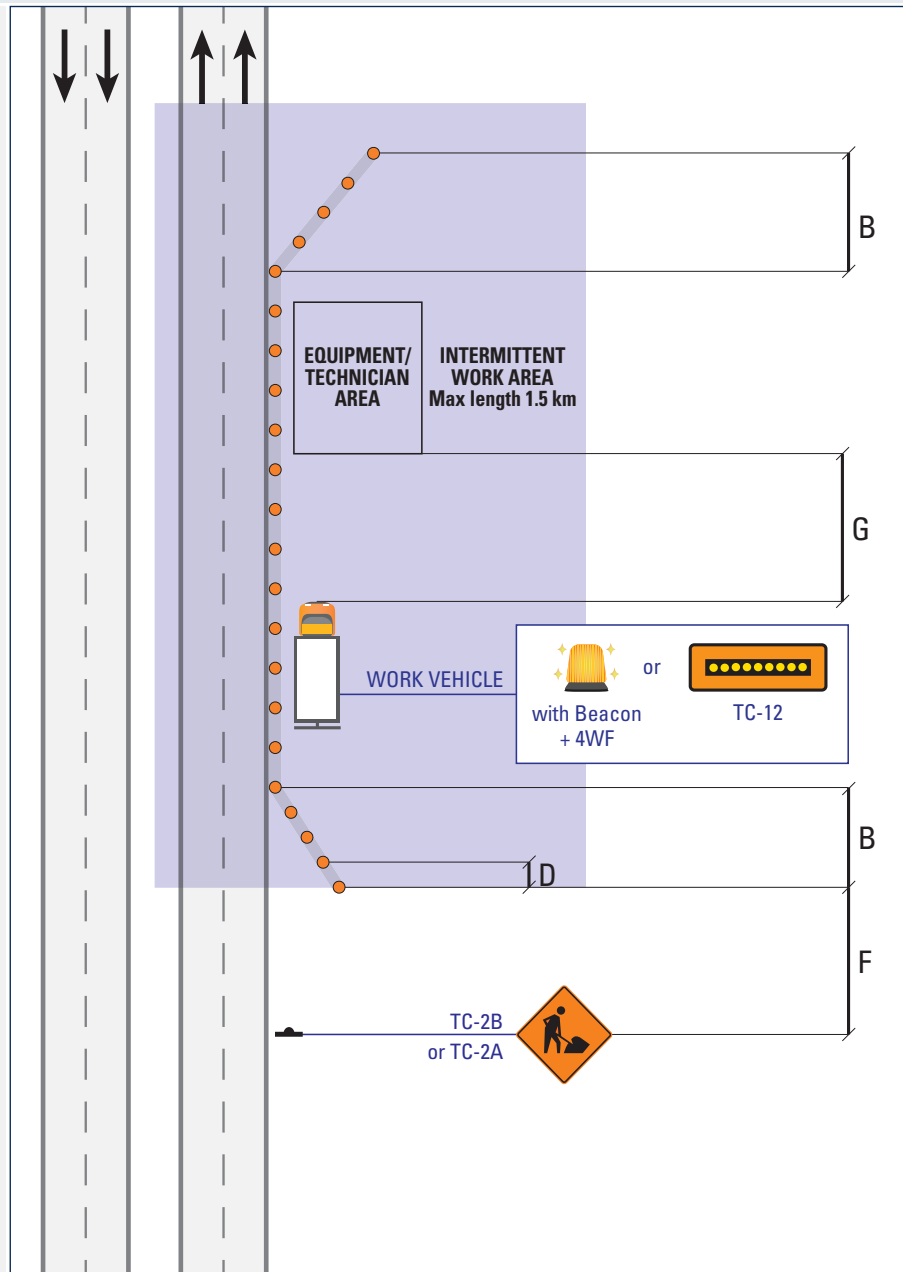 B
EQUIPMENT/
TECHNICIAN
AREA
INTERMITTENT
WORK AREA
Max length 1.5 km
G
WORK VEHICLE
with Beacon
+ 4WF
or
TC-12
B
D
F
TC-2B
or TC-2A